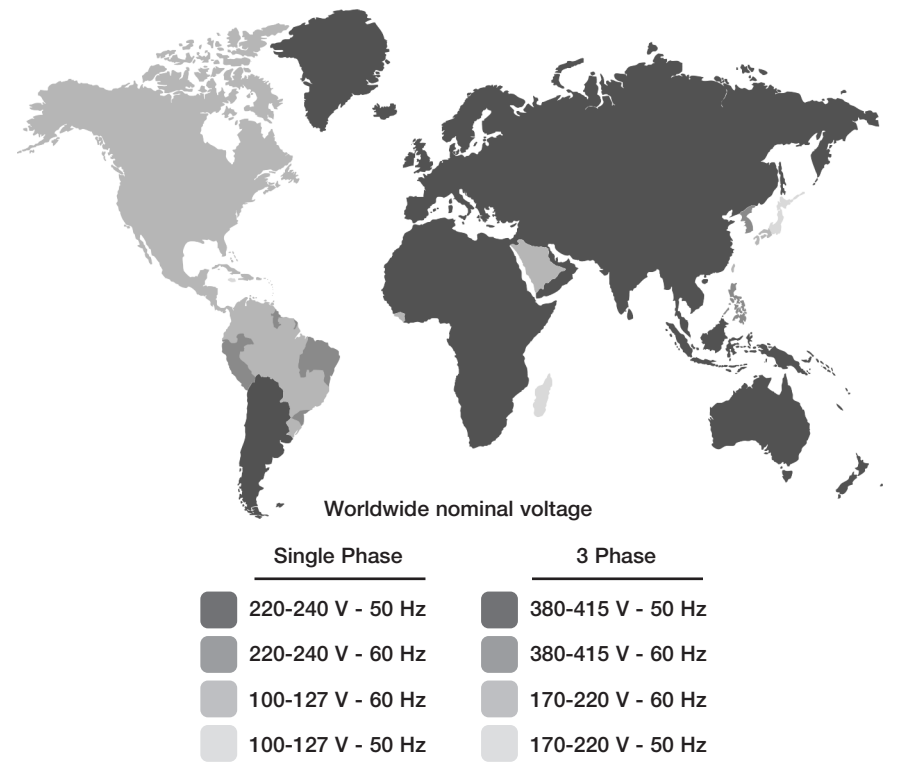 Worldwide nominal voltage
Single Phase
220-240 V - 50 Hz
220-240 V - 60 Hz
100-127 V - 60 Hz
100-127 V - 50 Hz
3 Phase
380-415 V - 50 Hz
380-415 V - 60 Hz
170-220 V - 60 Hz
170-220 V - 50 Hz